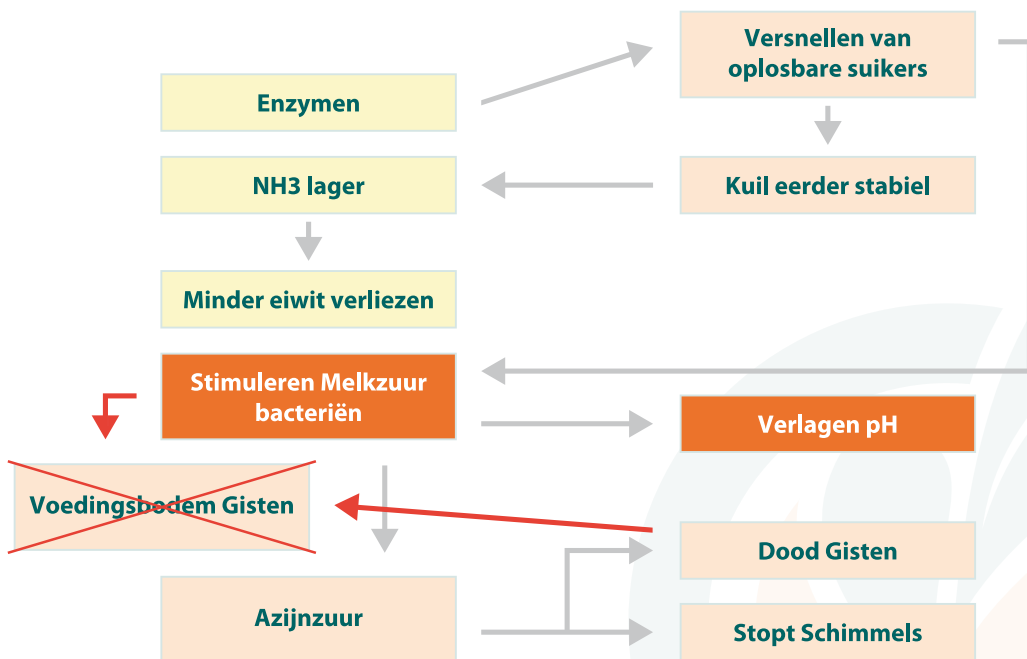 Versnellen van
oplosbare suikers
Enzymen
NH3 lager
Kuil eerder stabiel
Minder eiwit verliezen
Stimuleren Melkzuur
bacteriën
Verlagen pH
Voedingsbodem Gisten
Dood Gisten
Azijnzuur
Stopt Schimmels